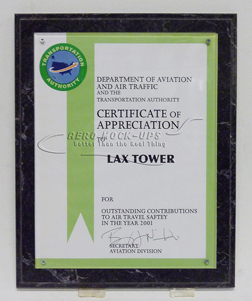 TRANSPORTATION
AUTHORITY
DEPARTMENT OF AVIATION
AND AIR TRAFFIC
AND THE
TRANSPORTATION AUTHORITY
CERTIFICATE OF
APPRECIATION
AERO MOCK-UPS
Better Than the Real Thing
TO
LAX TOWER
FOR
OUTSTANDING CONTRIBUTIONS
TO AIR TRAVEL SAFTEY
IN THE YEAR 2001
SECRETARY
AVIATION DIVISION